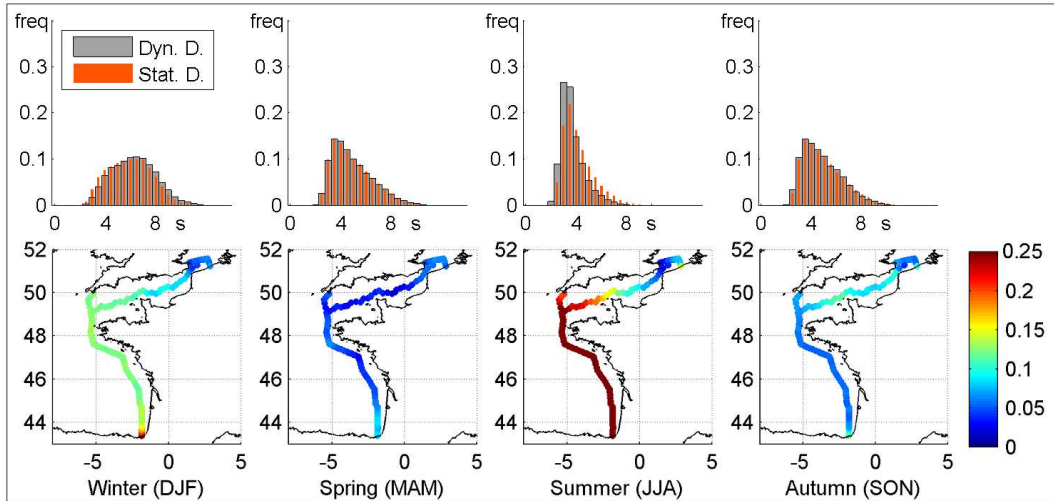 freq freq freq freq
Dyn. D.
Stat. D.
0.3 0.3 0.3 0.3
0.2 0.2 0.2 0.2
0.1 0.1 0.1 0.1
0 0 0 0
0 4 8 s 0 4 8 s 0 4 8 s 0 4 8 s
52 52 52 52
50 50 50 50
48 48 48 48
46 46 46 46
44 44 44 44
0.25
0.2
0.15
0.1
0.05
0
-5 0 5 -5 0 5 -5 0 5 -5 0 5
Winter (DJF) Spring (MAM) Summer (JJA) Autumn (SON)